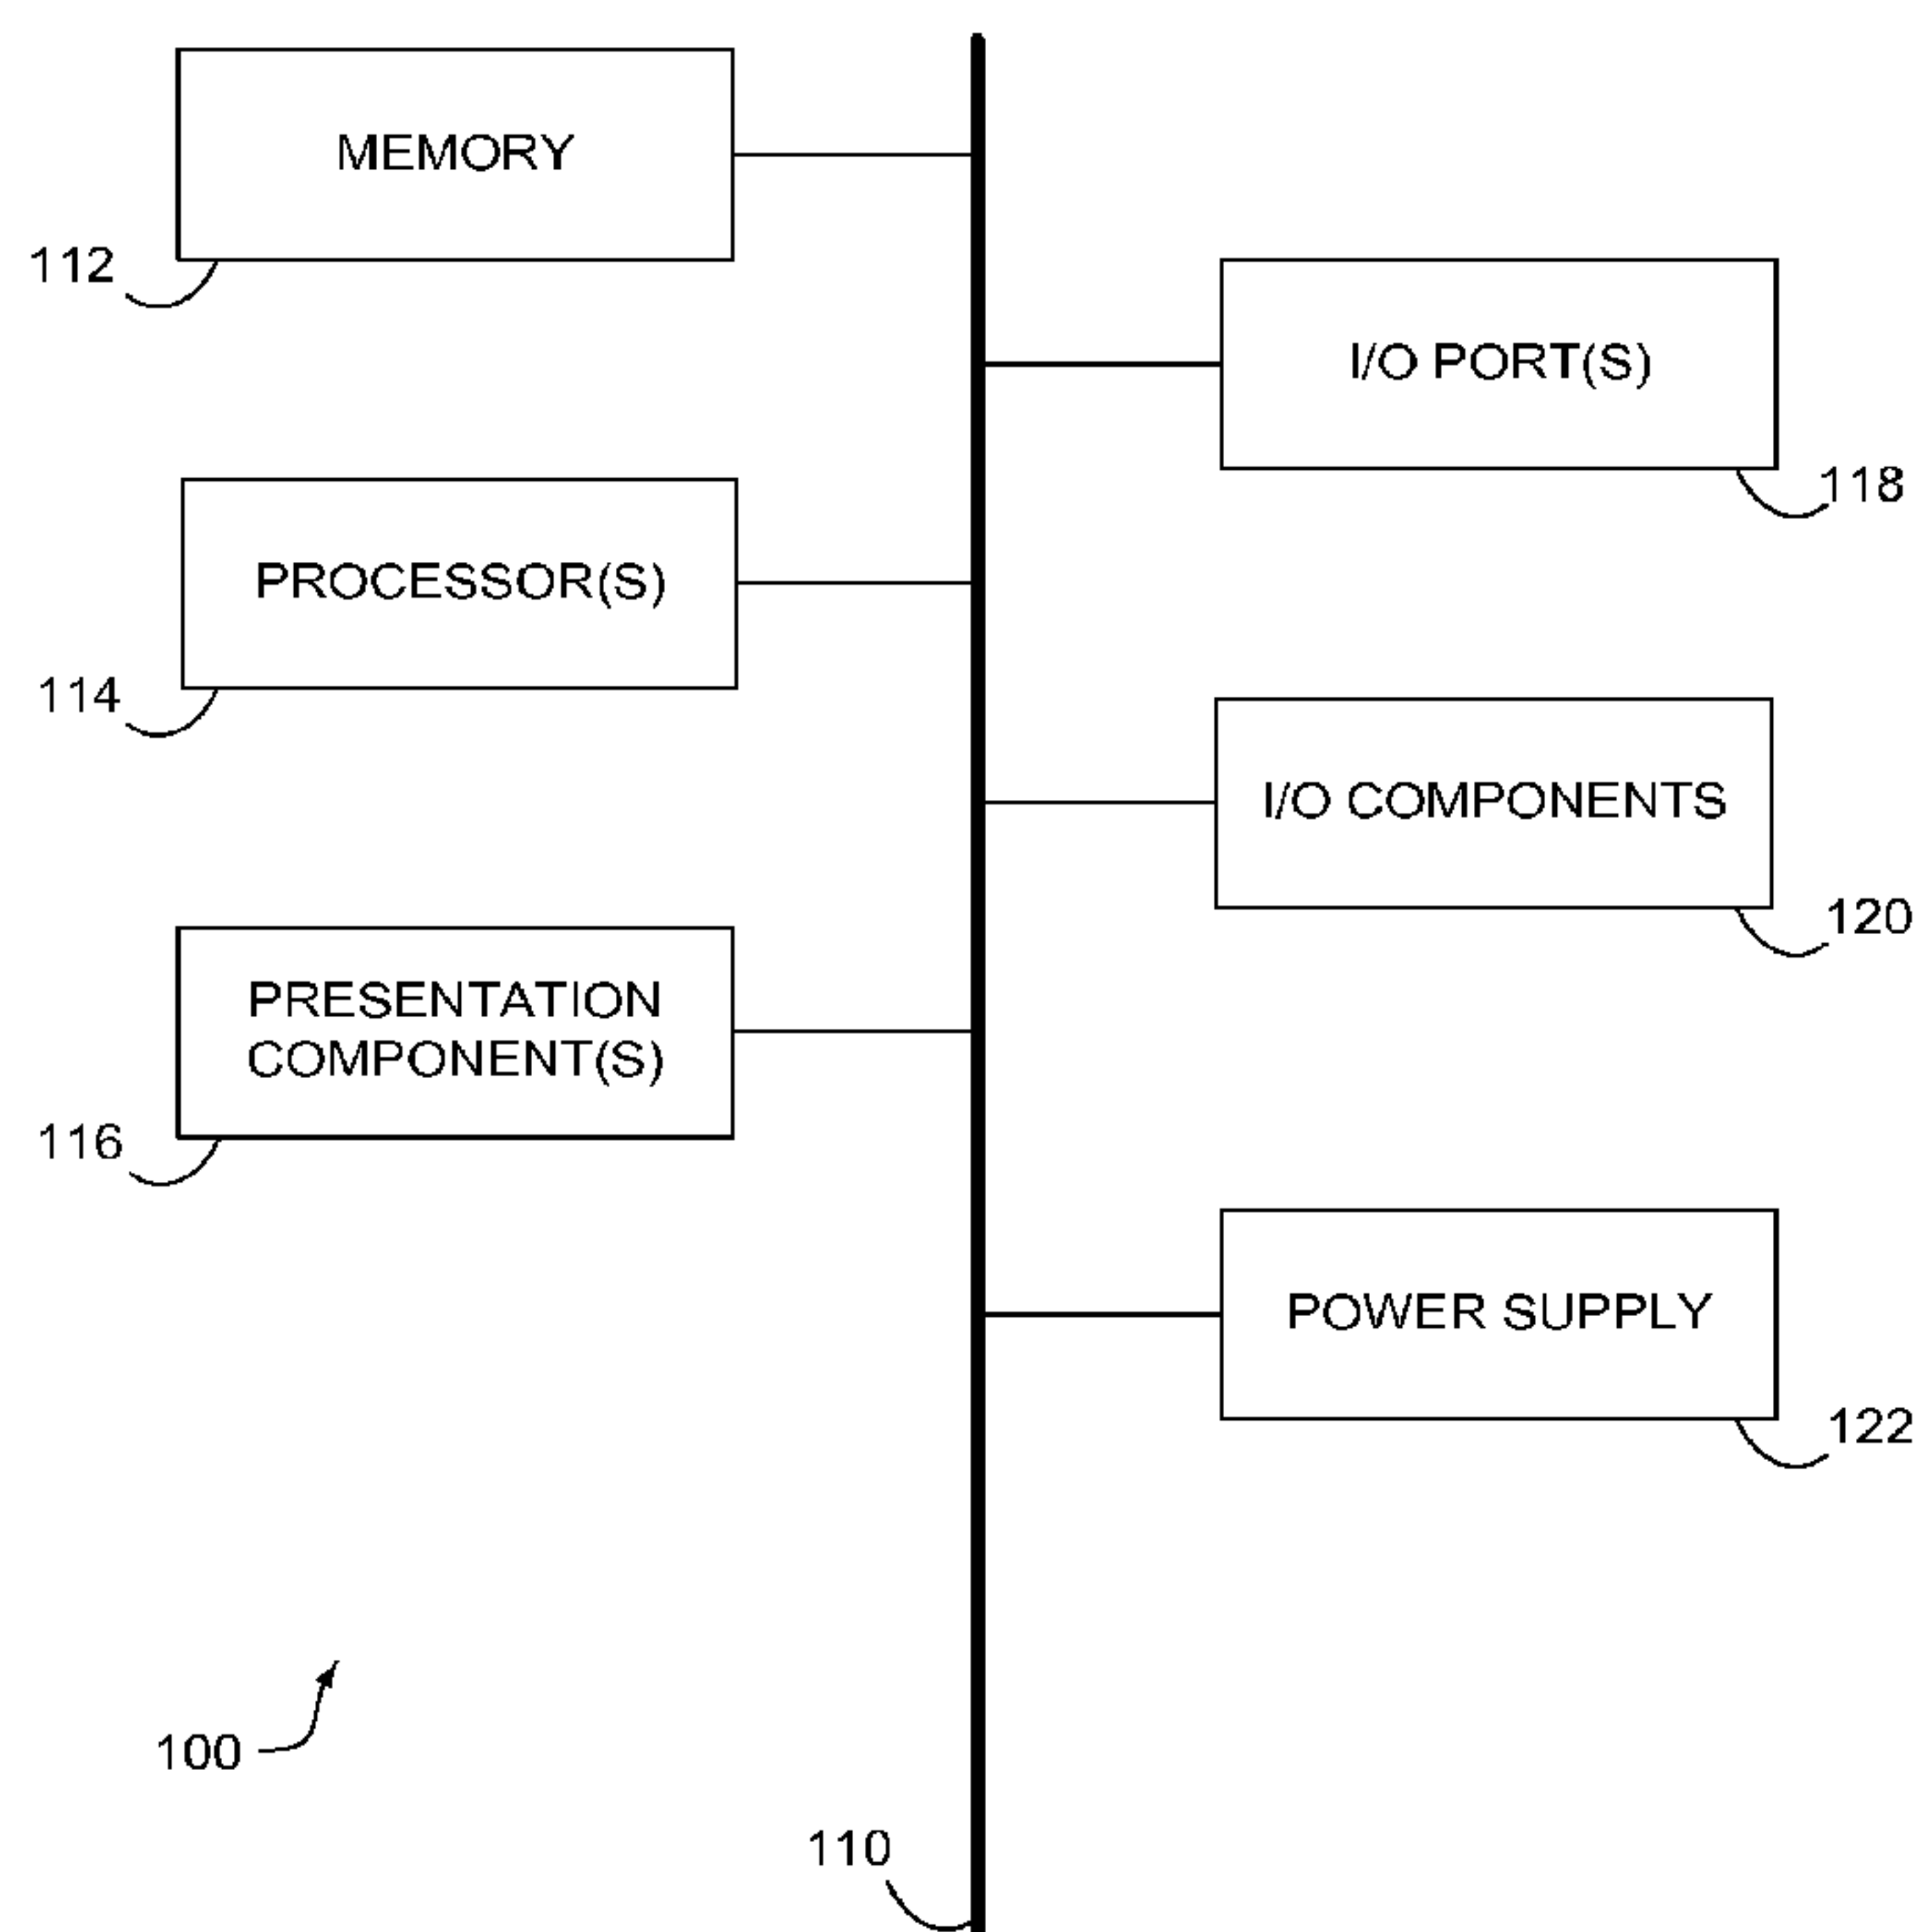 MEMORY
112
I/O PORT(S)
118
PROCESSOR(S)
114
I/O COMPONENTS
120
PRESENTATION
COMPONENT(S)
116
POWER SUPPLY
122
100
110